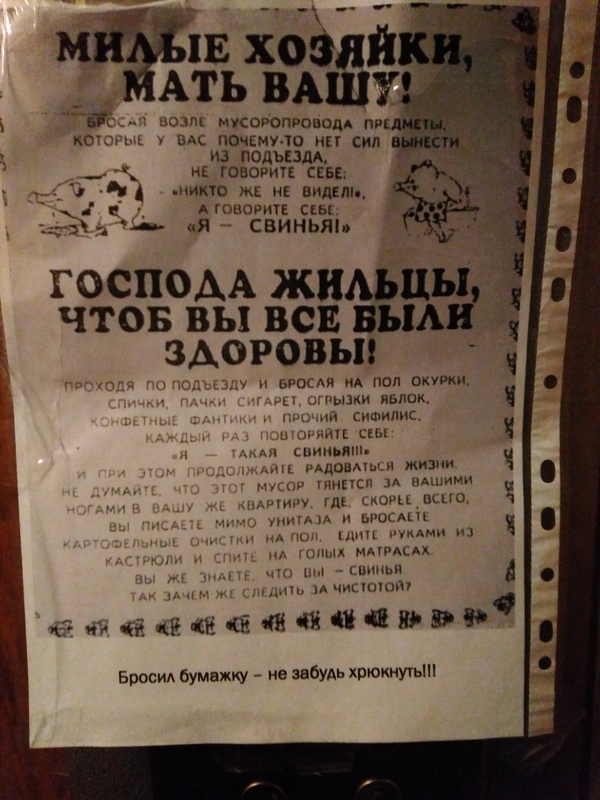 МИЛЫЕ ХОЗЯЙКИ,
МАТЬ ВАШУ!
БРОСАЯ ВОЗЛЕ МУСОРОПРОВОДА ПРЕДМЕТЫ,
КОТОРЫЕ У ВАС ПОЧЕМУ-ТО НЕТ СИЛ ВЫНЕСТИ
ИЗ ПОДЪЕЗДА,
НЕ ГОВОРИТЕ СЕБЕ:
«НИКТО ЖЕ НЕ ВИДЕЛ!»,
А ГОВОРИТЕ СЕБЕ:
«Я – СВИНЬЯ!»
ГОСПОДА ЖИЛЬЦЫ,
ЧТОБ ВЫ ВСЕ БЫЛИ
ЗДОРОВЫ!
ПРОХОДЯ ПО ПОДЪЕЗДУ И БРОСАЯ НА ПОЛ ОКУРКИ,
СПИЧКИ, ПАЧКИ СИГАРЕТ, ОГРЫЗКИ ЯБЛОК,
КОНФЕТНЫЕ ФАНТИКИ И ПРОЧИЙ СИФИЛИС,
КАЖДЫЙ РАЗ ПОВТОРЯЙТЕ СЕБЕ:
«Я – ТАКАЯ СВИНЬЯ!!!»
И ПРИ ЭТОМ ПРОДОЛЖАЙТЕ РАДОВАТЬСЯ ЖИЗНИ.
НЕ ДУМАЙТЕ, ЧТО ЭТОТ МУСОР ТЯНЕТСЯ ЗА ВАШИМИ
НОГАМИ В ВАШУ ЖЕ КВАРТИРУ, ГДЕ, СКОРЕЕ ВСЕГО,
ВЫ ПИСАЕТЕ МИМО УНИТАЗА И БРОСАЕТЕ
КАРТОФЕЛЬНЫЕ ОЧИСТКИ НА ПОЛ, ЕДИТЕ РУКАМИ ИЗ
КАСТРЮЛИ И СПИТЕ НА ГОЛЫХ МАТРАСАХ.
ВЫ ЖЕ ЗНАЕТЕ, ЧТО ВЫ – СВИНЬЯ.
ТАК ЗАЧЕМ ЖЕ СЛЕДИТЬ ЗА ЧИСТОТОЙ?
Бросил бумажку – не забудь хрюкнуть!!!